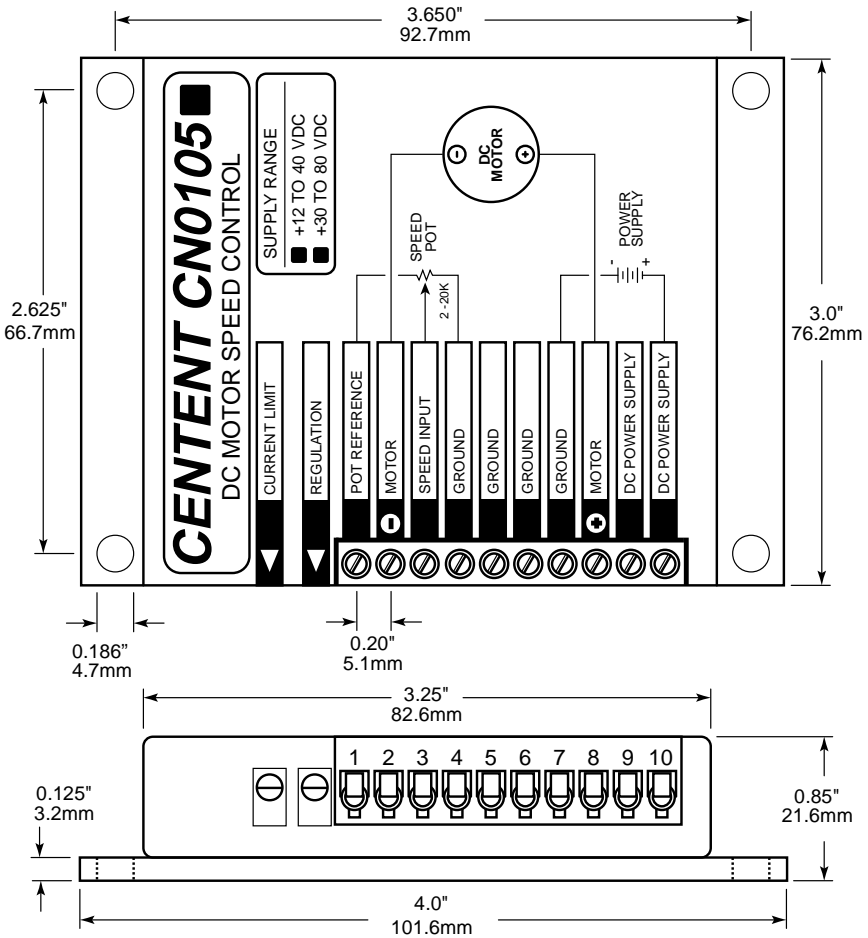 3.650"
92.7mm
CENTENT CN0105
DC MOTOR SPEED CONTROL
SUPPLY RANGE
+12 TO 40 VDC
+30 TO 80 VDC
- DC MOTOR +
SPEED POT
2 -20K
POWER SUPPLY
- +
2.625"
66.7mm
3.0"
76.2mm
CURRENT LIMIT
REGULATION
POT REFERENCE
MOTOR -
SPEED INPUT
GROUND
GROUND
GROUND
GROUND
MOTOR +
DC POWER SUPPLY
DC POWER SUPPLY
0.186”
4.7mm
0.20"
5.1mm
3.25"
82.6mm
1 2 3 4 5 6 7 8 9 10
0.125"
3.2mm
0.85"
21.6mm
4.0"
101.6mm